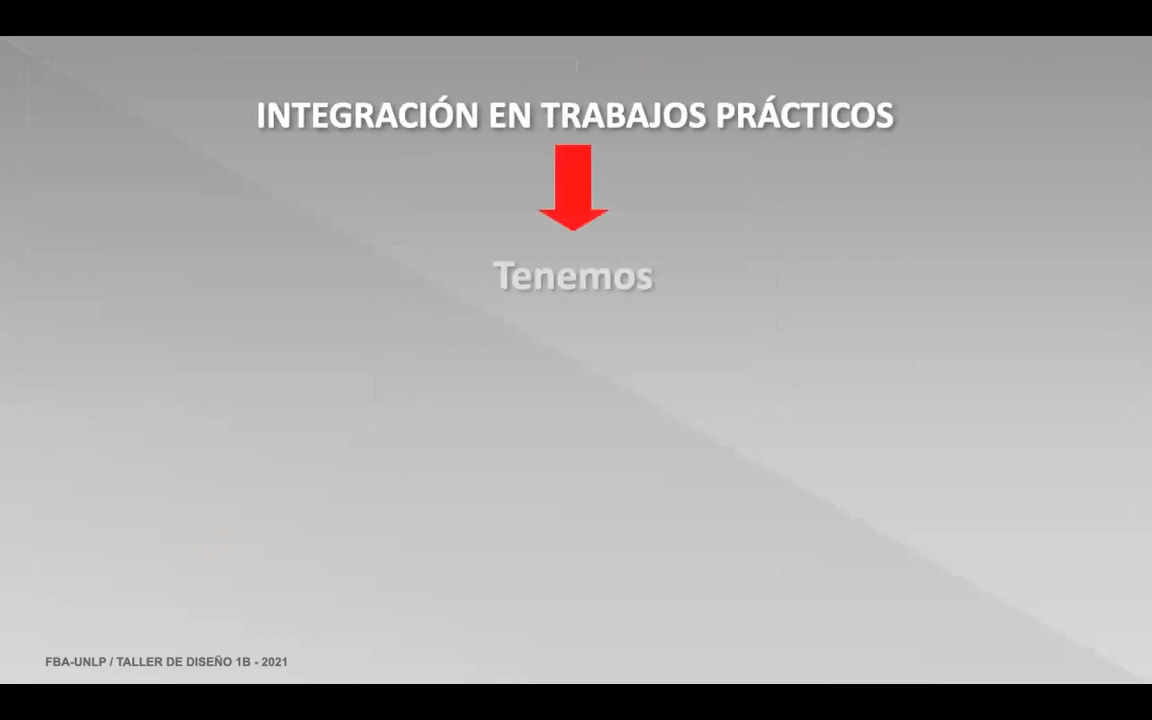 INTEGRACIÓN EN TRABAJOS PRÁCTICOS
Tenemos
FBA-UNLP / TALLER DE DISEÑO 1B - 2021